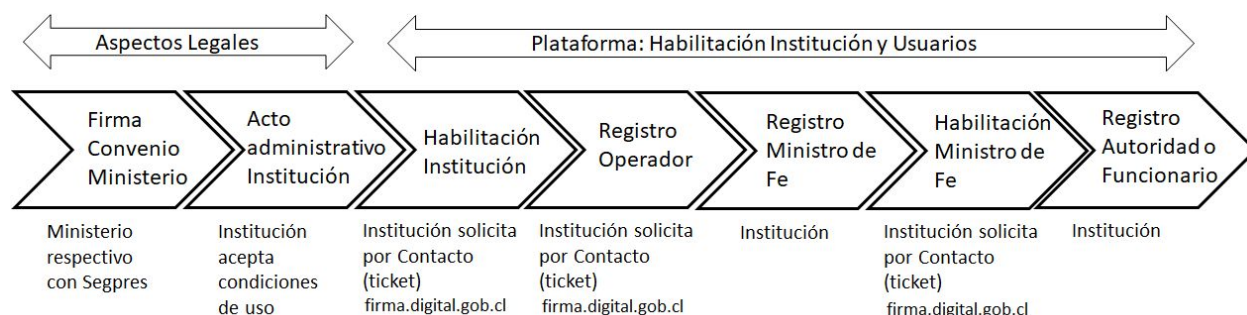 Aspectos Legales
Plataforma: Habilitación Institución y Usuarios
Firma
Convenio
Ministerio
Acto
administrativo
Institución
Habilitación
Institución
Registro
Operador
Registro
Ministro de
Fe
Habilitación
Ministro de
Fe
Registro
Autoridad o
Funcionario
Ministerio
respectivo
con Segpres
Institución
acepta
condiciones
de uso
Institución solicita
por Contacto
(ticket)
firma.digital.gob.cl
Institución solicita
por Contacto
(ticket)
firma.digital.gob.cl
Institución
Institución solicita
por Contacto
(ticket)
firma.digital.gob.cl
Institución